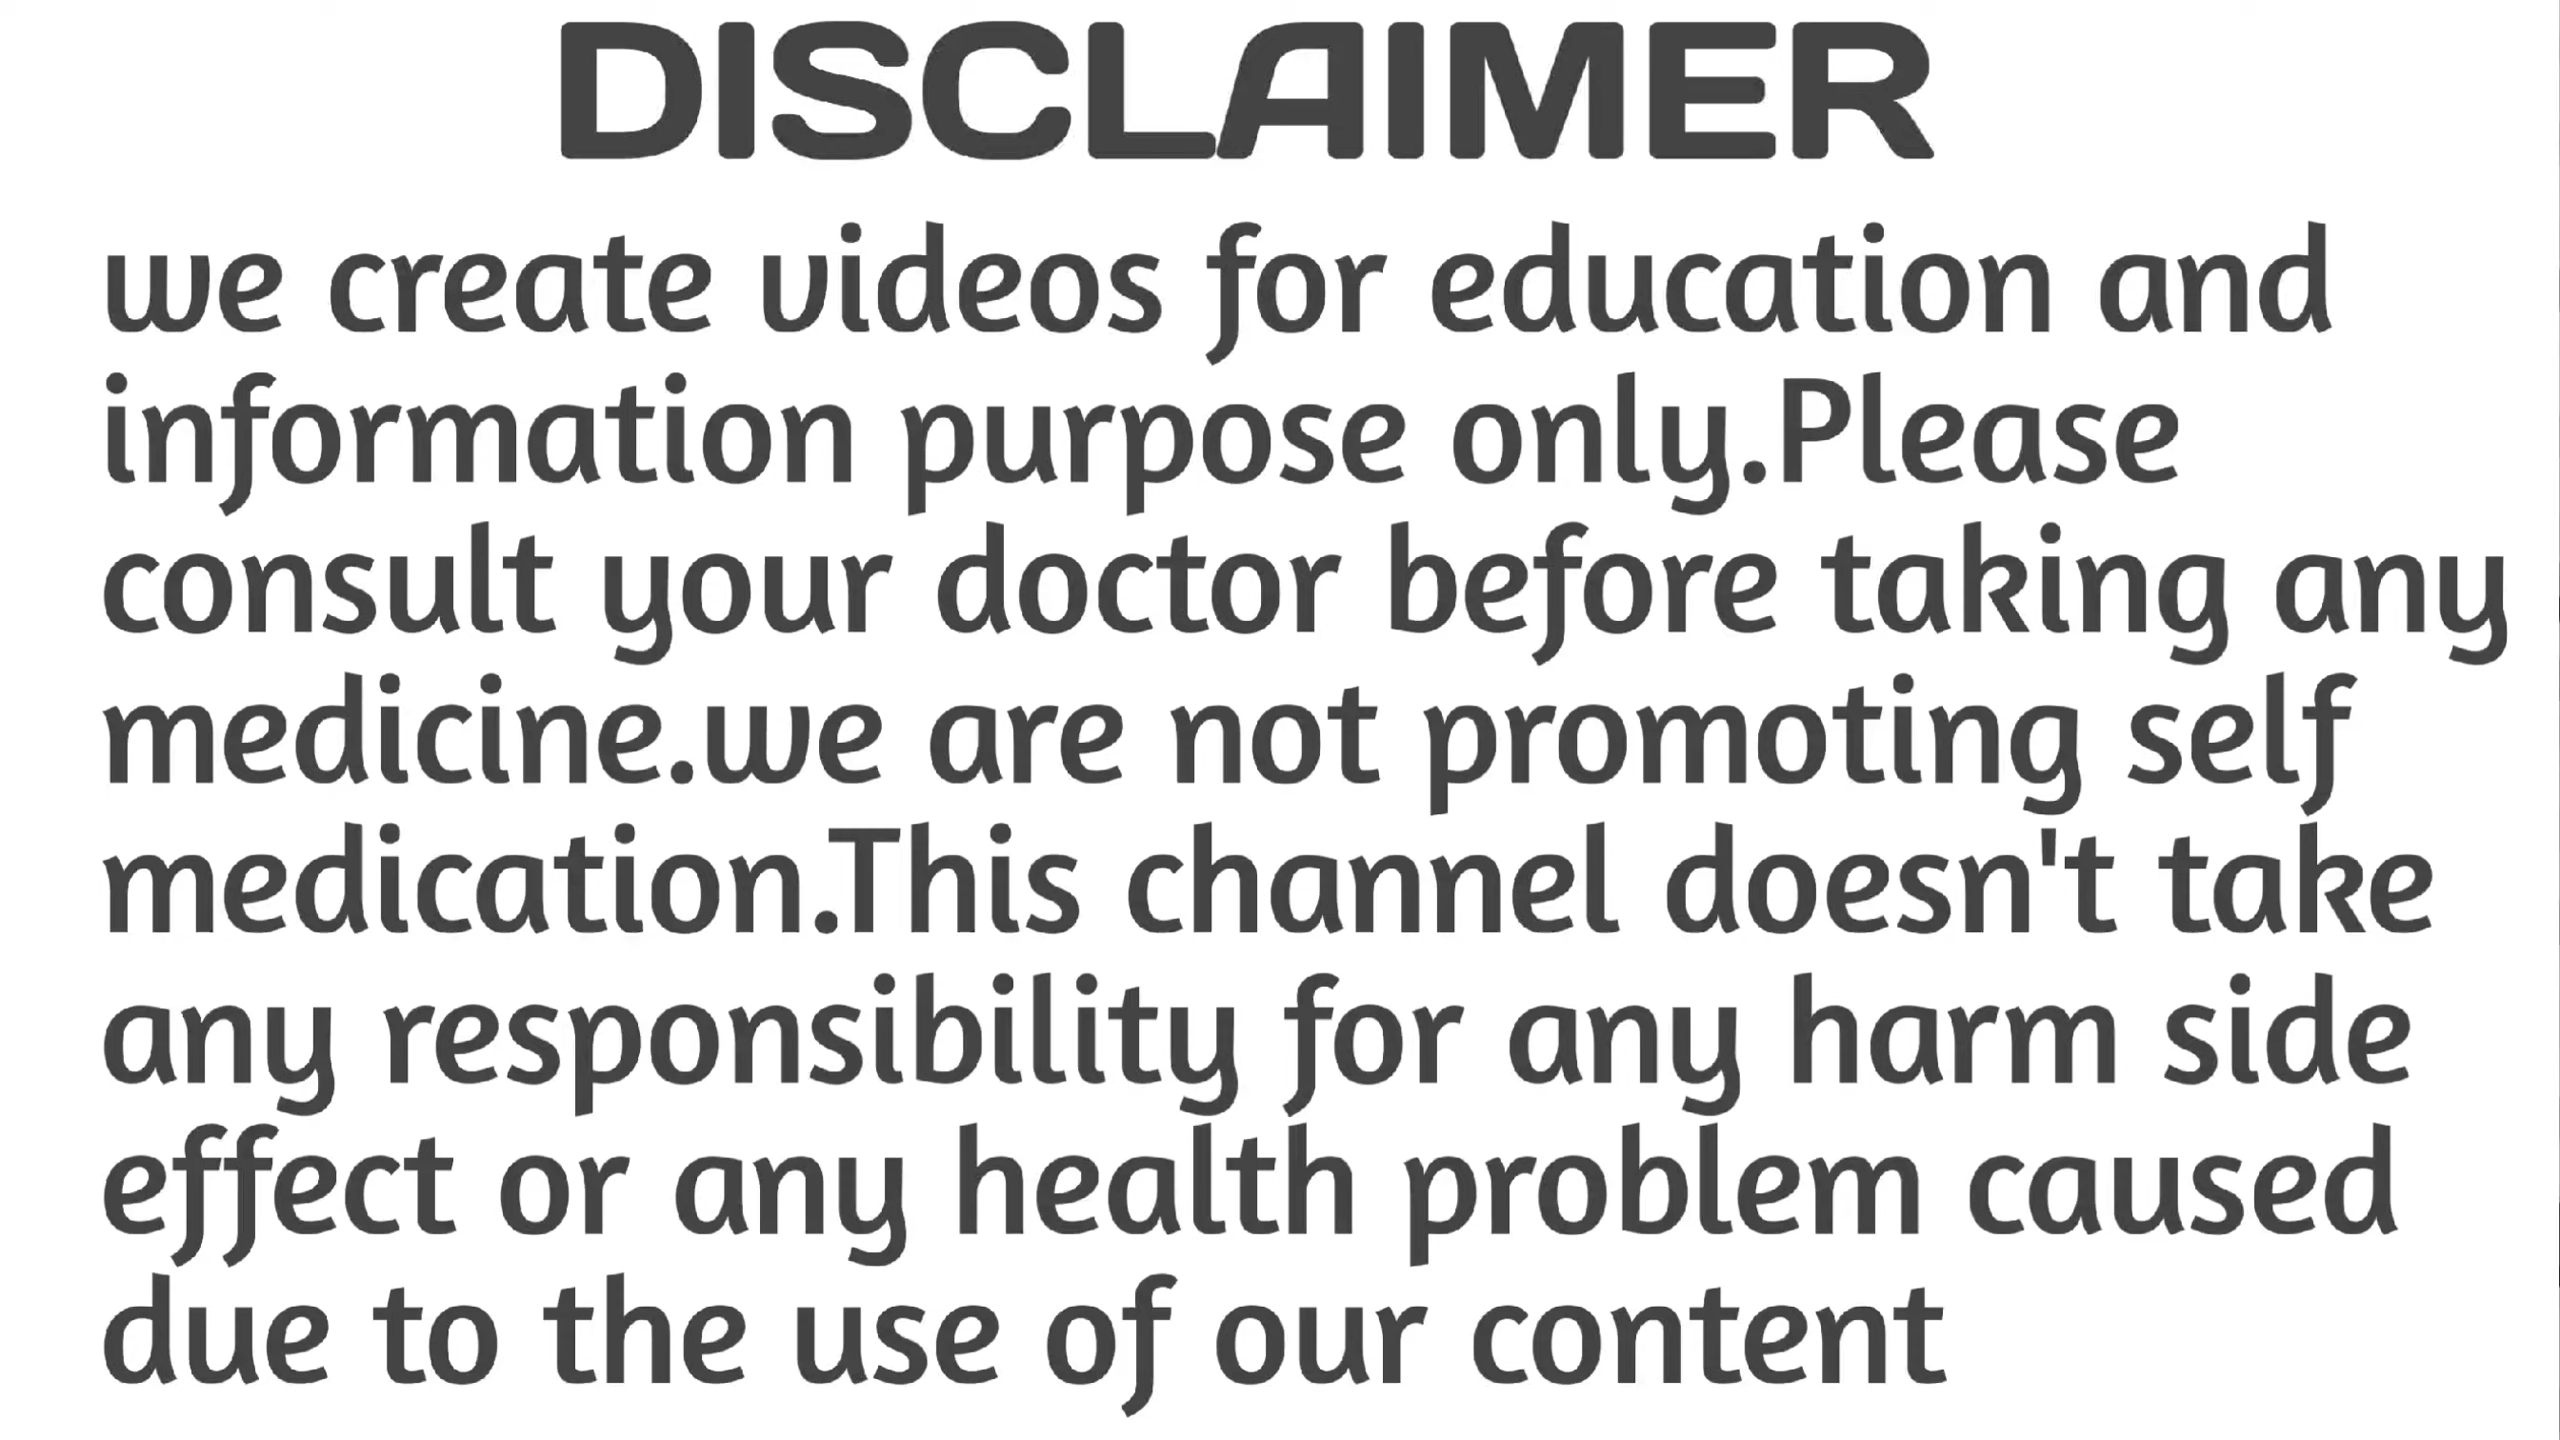 DISCLAIMER
we create videos for education and
information purpose only.Please
consult your doctor before taking any
medicine.we are not promoting self
medication.This channel doesn't take
any responsibility for any harm side
effect or any health problem caused
due to the use of our content